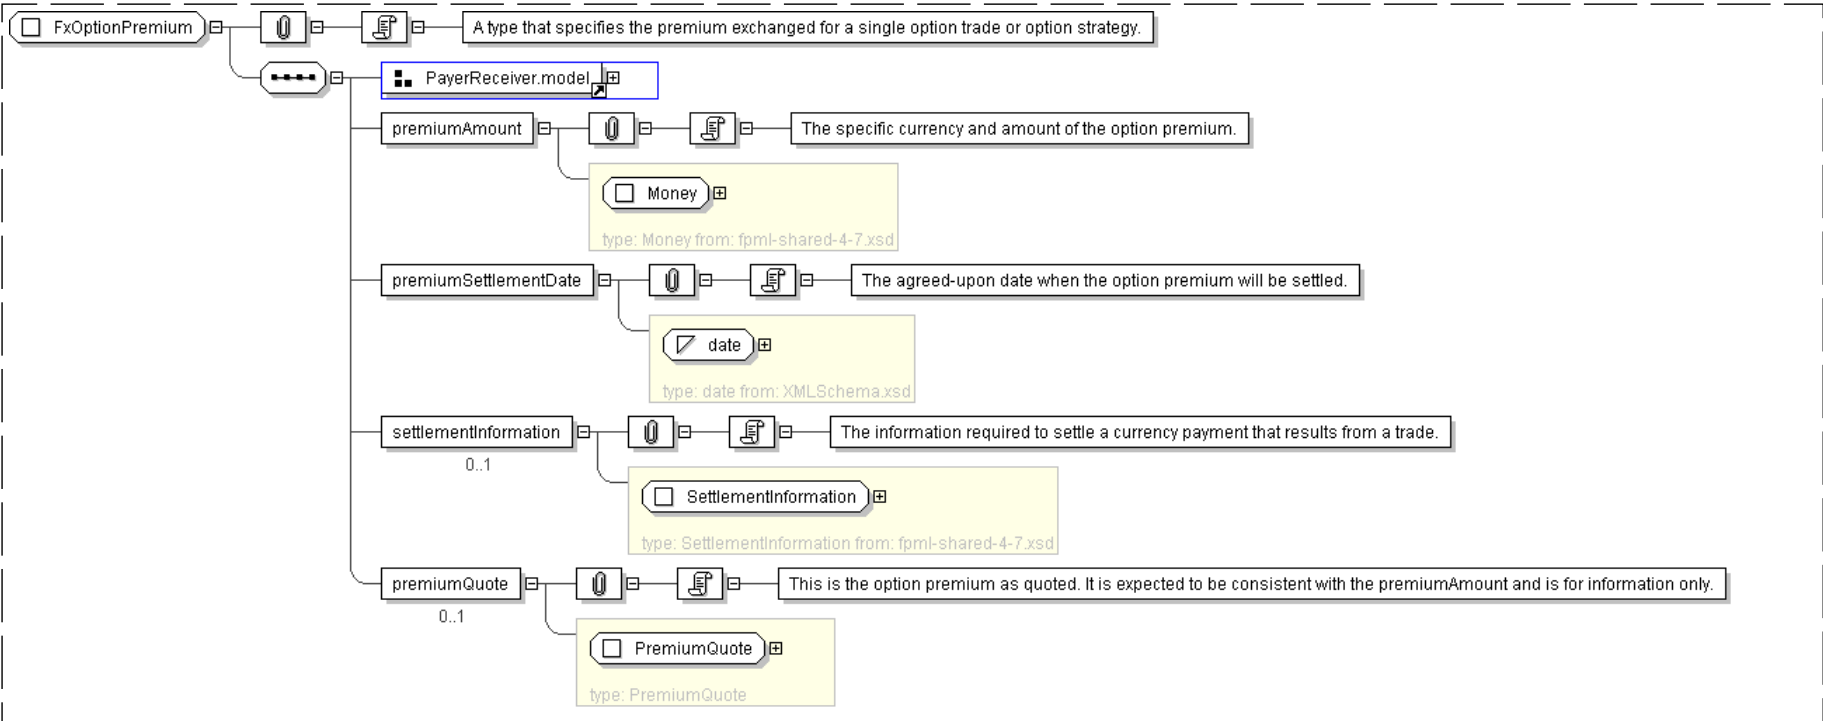 FxOptionPremium
A type that specifies the premium exchanged for a single option trade or option strategy.
PayerReceiver.model
premiumAmount
The specific currency and amount of the option premium.
Money
type: Money from: fpml-shared-4-7.xsd
premiumSettlementDate
The agreed-upon date when the option premium will be settled.
date
type: date from: XMLSchema.xsd
settlementInformation
The information required to settle a currency payment that results from a trade.
0..1
SettlementInformation
type: SettlementInformation from: fpml-shared-4-7.xsd
premiumQuote
This is the option premium as quoted. It is expected to be consistent with the premiumAmount and is for information only.
0..1
PremiumQuote
type: PremiumQuote